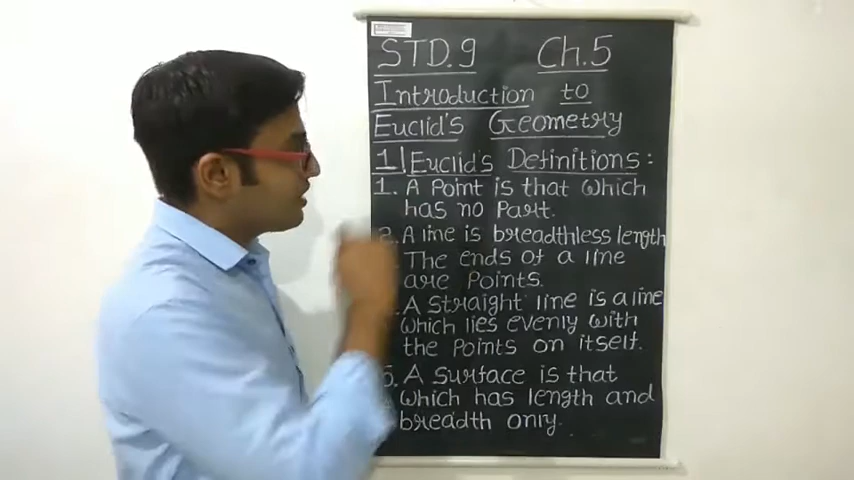 STD.9 Ch.5
Introduction to
Euclid's Geometry
1| Euclid's Definitions :
1. A Point is that which
has no Part.
2. A line is breadthless length
The ends of a line
are Points.
A straight line is a line
which lies evenly with
the points on itself.
5. A Surface is that
which has length and
breadth only.